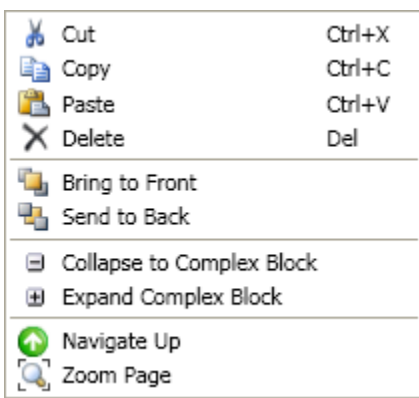 Cut Ctrl+X
Copy Ctrl+C
Paste Ctrl+V
Delete Del
Bring to Front
Send to Back
Collapse to Complex Block
Expand Complex Block
Navigate Up
Zoom Page